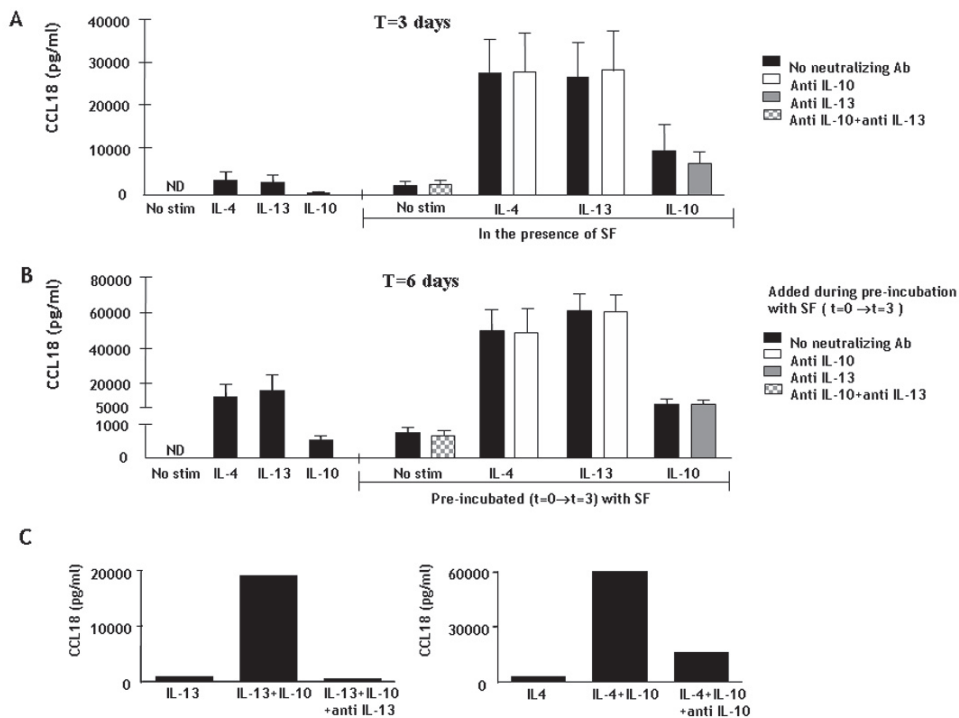 A
T=3 days
CCL18 (pg/ml)
40000
30000
20000
10000
0
ND
No stim IL-4 IL-13 IL-10 No stim IL-4 IL-13 IL-10
In the presence of SF
No neutralizing Ab
Anti IL-10
Anti IL-13
Anti IL-10+anti IL-13
B
T=6 days
CCL18 (pg/ml)
80000
60000
40000
20000
5000
1000
0
ND
No stim IL-4 IL-13 IL-10 No stim IL-4 IL-13 IL-10
Pre-incubated (t=0→t=3) with SF
Added during pre-incubation
with SF ( t=0 →t=3 )
No neutralizing Ab
Anti IL-10
Anti IL-13
Anti IL-10+anti IL-13
C
CCL18 (pg/ml)
20000
10000
0
IL-13 IL-13+IL-10 IL-13+IL-10
+anti IL-13
CCL18 (pg/ml)
60000
30000
0
IL4 IL-4+IL-10 IL-4+IL-10
+anti IL-10